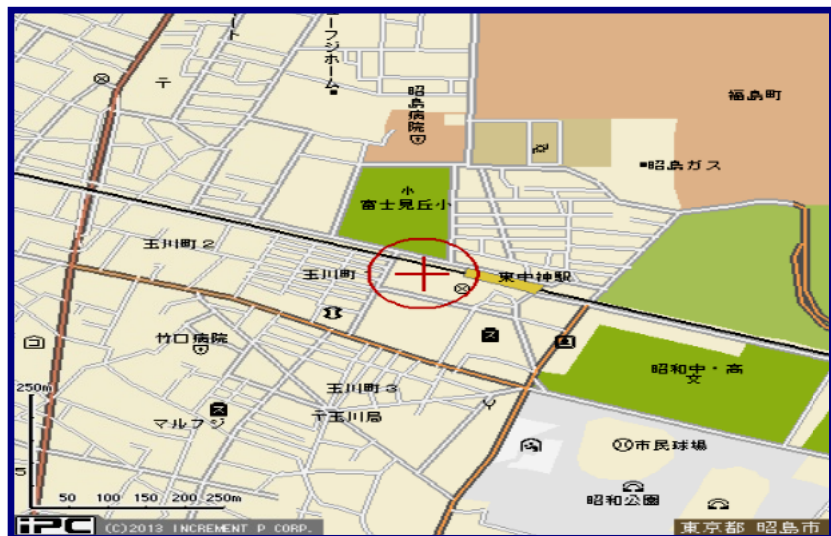 ーフジホーム
ート
〒
昭島病院
福島町
昭島ガス
小
富士見丘小
玉川町2
玉川町
東中神駅
竹口病院
昭和中・高
文
250m
玉川町3
〒玉川局
マルフジ
市民球場
5
50 100 150 200 250m
昭和公園
iPC (C)2013 INCREMENT P CORP.
東京都 昭島市